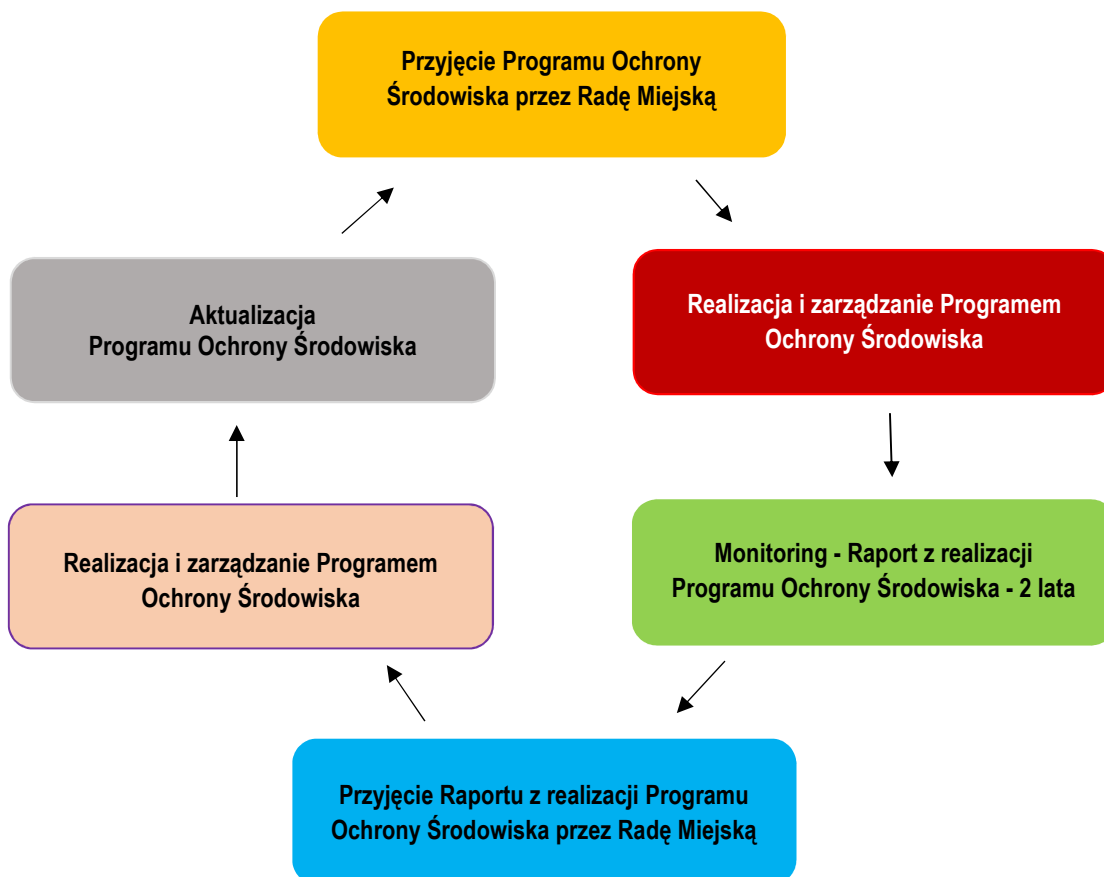 Przyjęcie Programu Ochrony
Środowiska przez Radę Miejską
Realizacja i zarządzanie Programem
Ochrony Środowiska
Monitoring - Raport z realizacji
Programu Ochrony Środowiska - 2 lata
Przyjęcie Raportu z realizacji Programu
Ochrony Środowiska przez Radę Miejską
Realizacja i zarządzanie Programem
Ochrony Środowiska
Aktualizacja
Programu Ochrony Środowiska